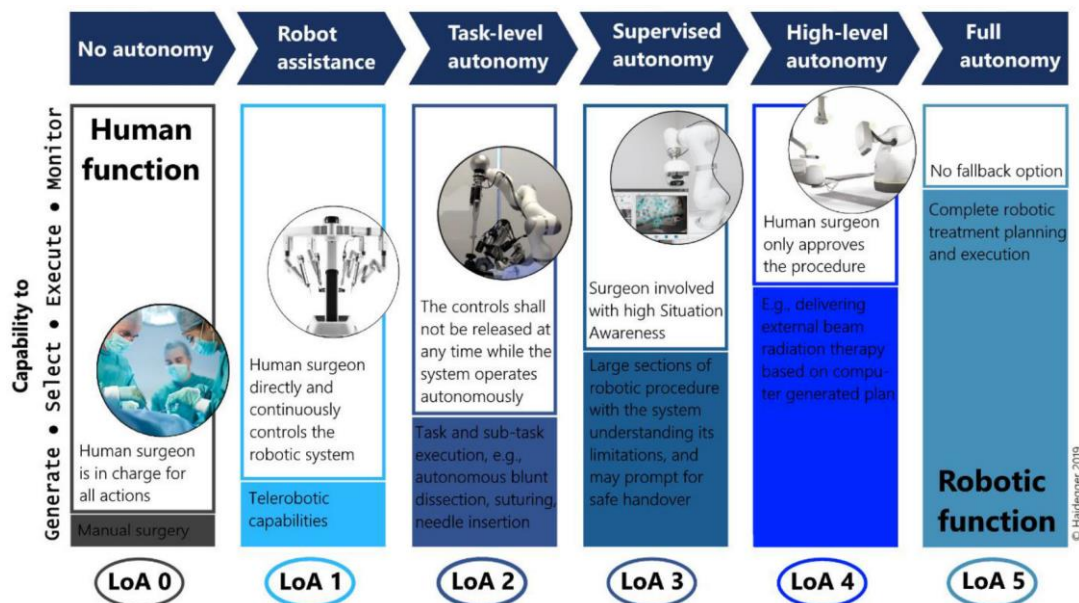 No autonomy
Robot
assistance
Task-level
autonomy
Supervised
autonomy
High-level
autonomy
Full
autonomy
Capability to
Generate • Select • Execute • Monitor
Human
function
Human surgeon
is in charge for
all actions
Manual surgery
LoA 0
Human surgeon
directly and
continuously
controls the
robotic system
Telerobotic
capabilities
LoA 1
The controls shall
not be released at
any time while the
system operates
autonomously
Task and sub-task
execution, e.g.,
autonomous blunt
dissection, suturing,
needle insertion
LoA 2
Surgeon involved
with high Situation
Awareness
Large sections of
robotic procedure
with the system
understanding its
limitations, and
may prompt for
safe handover
LoA 3
Human surgeon
only approves
the procedure
E.g., delivering
external beam
radiation therapy
based on compu-
ter generated plan
LoA 4
No fallback option
Complete robotic
treatment planning
and execution
Robotic
function
LoA 5
© Haidegger 2019